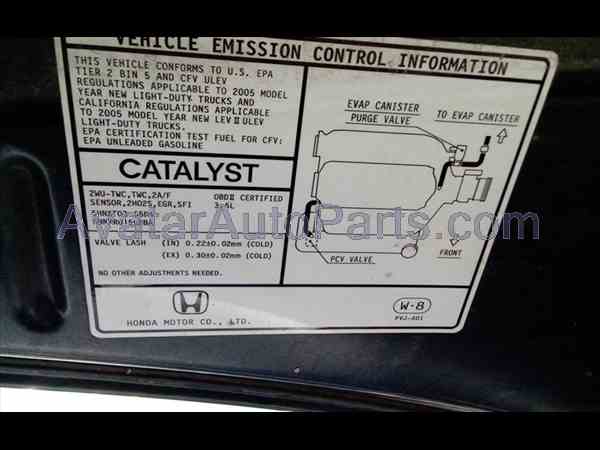 VEHICLE EMISSION CONTROL INFORMATION
THIS VEHICLE CONFORMS TO U.S. EPA
TIER 2 BIN 5 AND CFV ULEV
REGULATIONS APPLICABLE TO 2005 MODEL
YEAR NEW LIGHT-DUTY TRUCKS AND
CALIFORNIA REGULATIONS APPLICABLE
TO 2005 MODEL YEAR NEW LEVⅡULEV
LIGHT-DUTY TRUCKS.
EPA CERTIFICATION TEST FUEL FOR CFV:
EPA UNLEADED GASOLINE
CATALYST
2WU-TWC,TWC,2A/F OBDⅡ CERTIFIED
SENSOR,2HO2S,EGR,SFI 3.5L
VALVE LASH (IN) 0.22±0.02mm (COLD)
(EX) 0.30±0.02mm (COLD)
NO OTHER ADJUSTMENTS NEEDED.
HONDA MOTOR CO., LTD.
EVAP CANISTER
PURGE VALVE
TO EVAP CANISTER
PCV VALVE
FRONT
W-8
PVJ-A01
AvatarAutoParts.com